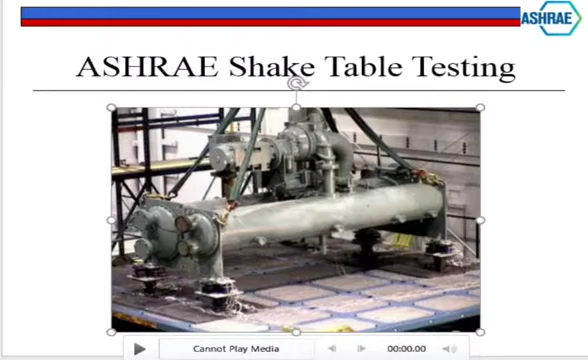 ASHRAE
ASHRAE Shake Table Testing
Cannot Play Media
00:00.00